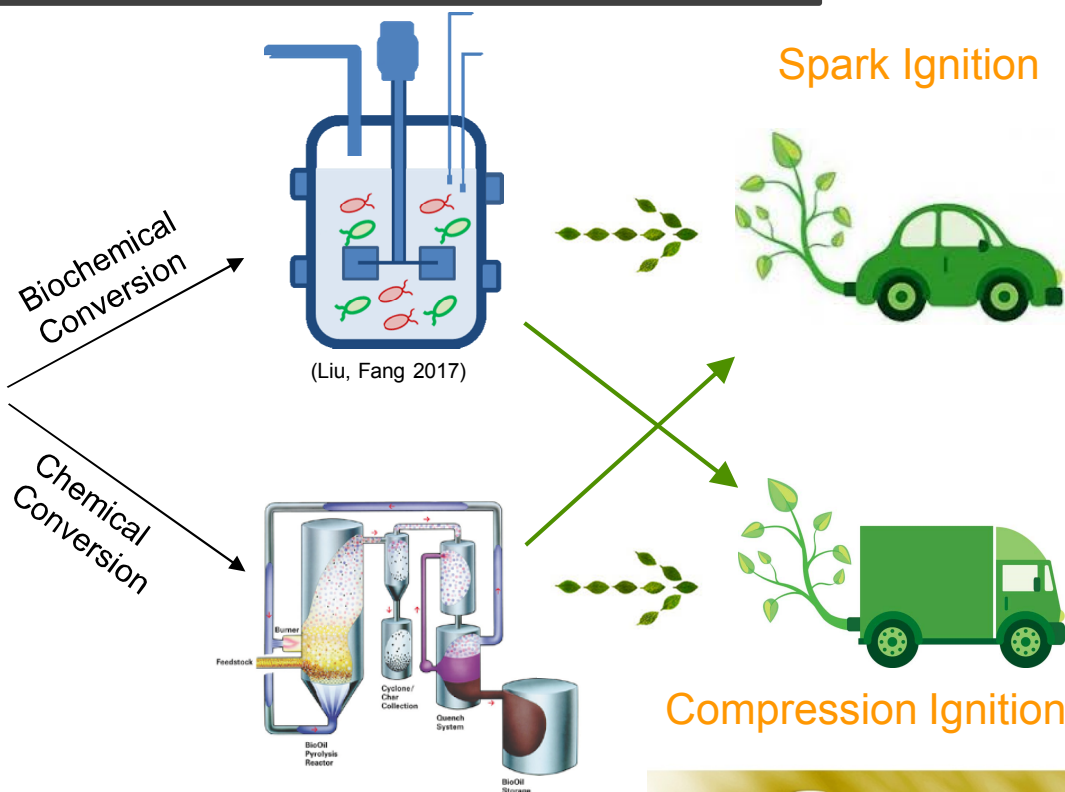 Spark Ignition
Biochemical
Conversion
(Liu, Fang 2017)
Chemical
Conversion
Burner
Feedstock
Cyclone/
Char
Collection
Quench
System
BioOil
Pyrolysis
Reactor
BioOil
Storage
Compression Ignition